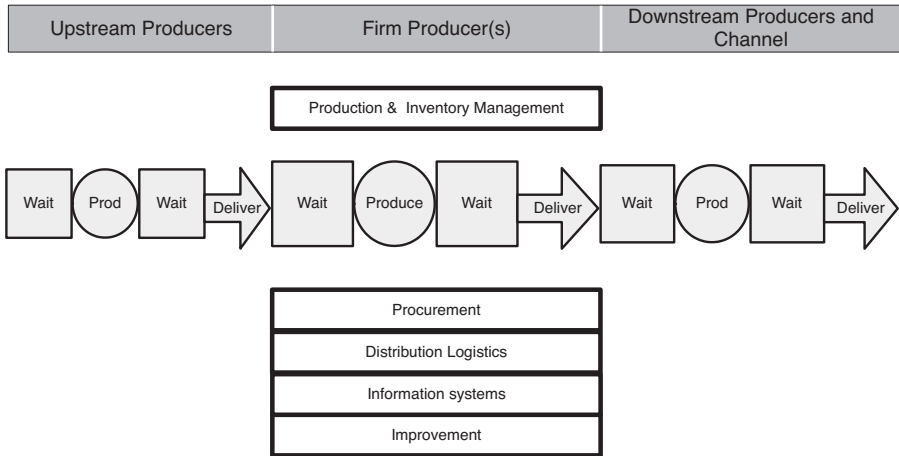 Upstream Producers
Firm Producer(s)
Downstream Producers and
Channel
Production & Inventory Management
Wait
Prod
Wait
Deliver
Wait
Produce
Wait
Deliver
Wait
Prod
Wait
Deliver
Procurement
Distribution Logistics
Information systems
Improvement